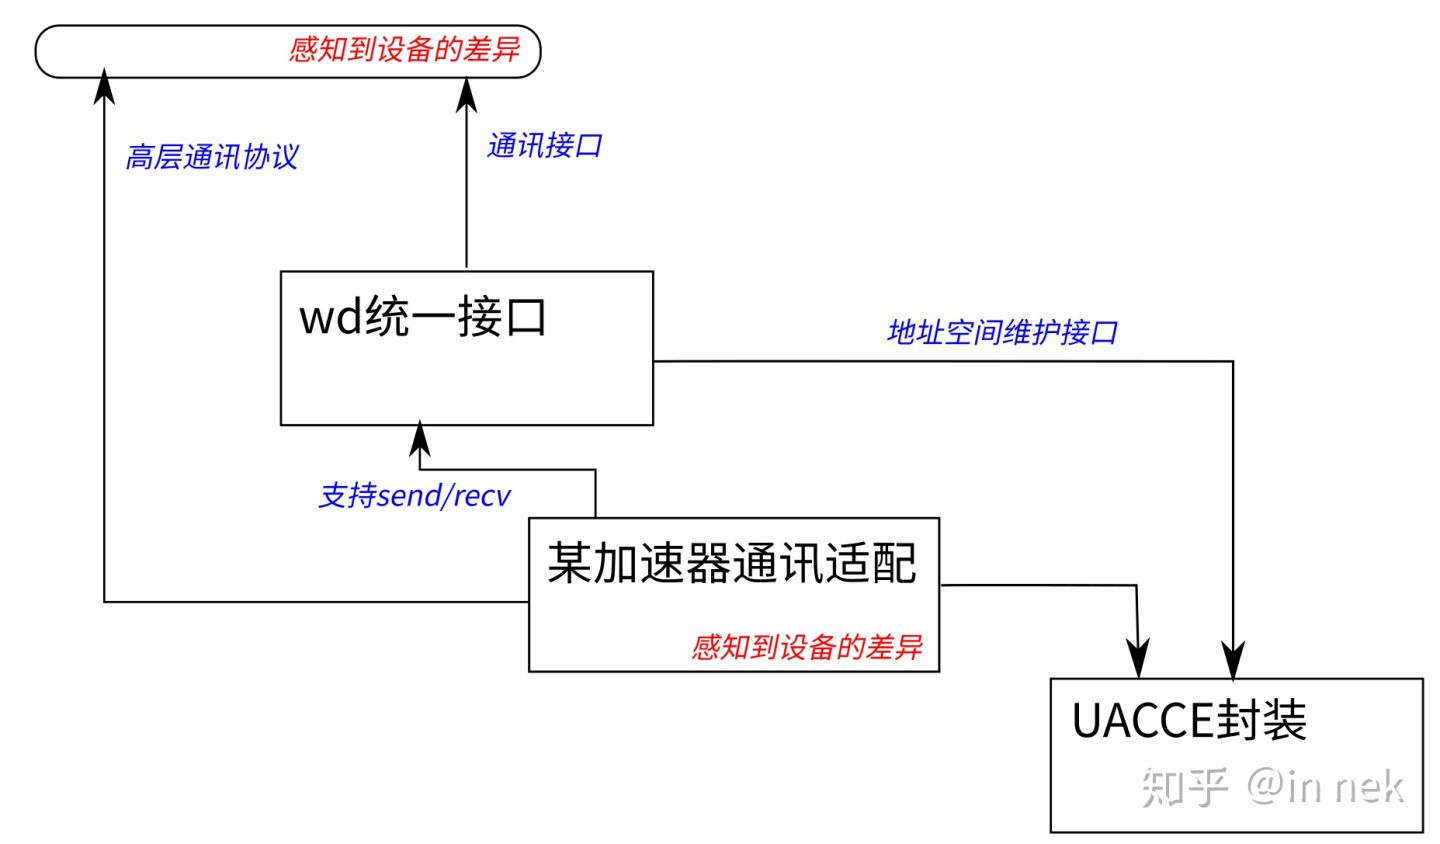 感知到设备的差异
高层通讯协议
通讯接口
wd统一接口
地址空间维护接口
支持send/recv
某加速器通讯适配
感知到设备的差异
UACCE封装
知乎 @in nek